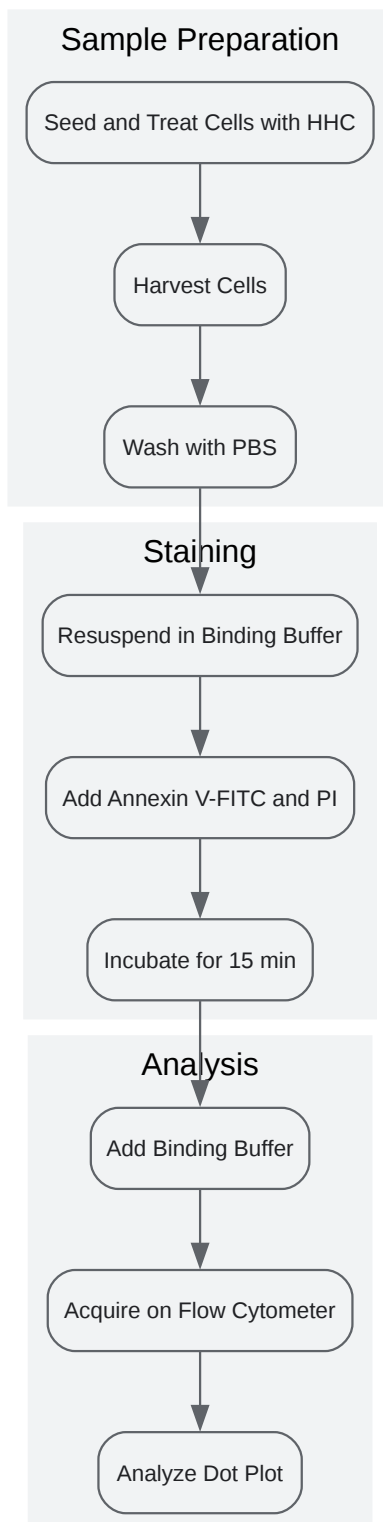 Sample Preparation
Seed and Treat Cells with HHC
Harvest Cells
Wash with PBS
Staining
Resuspend in Binding Buffer
Add Annexin V-FITC and PI
Incubate for 15 min
Analysis
Add Binding Buffer
Acquire on Flow Cytometer
Analyze Dot Plot